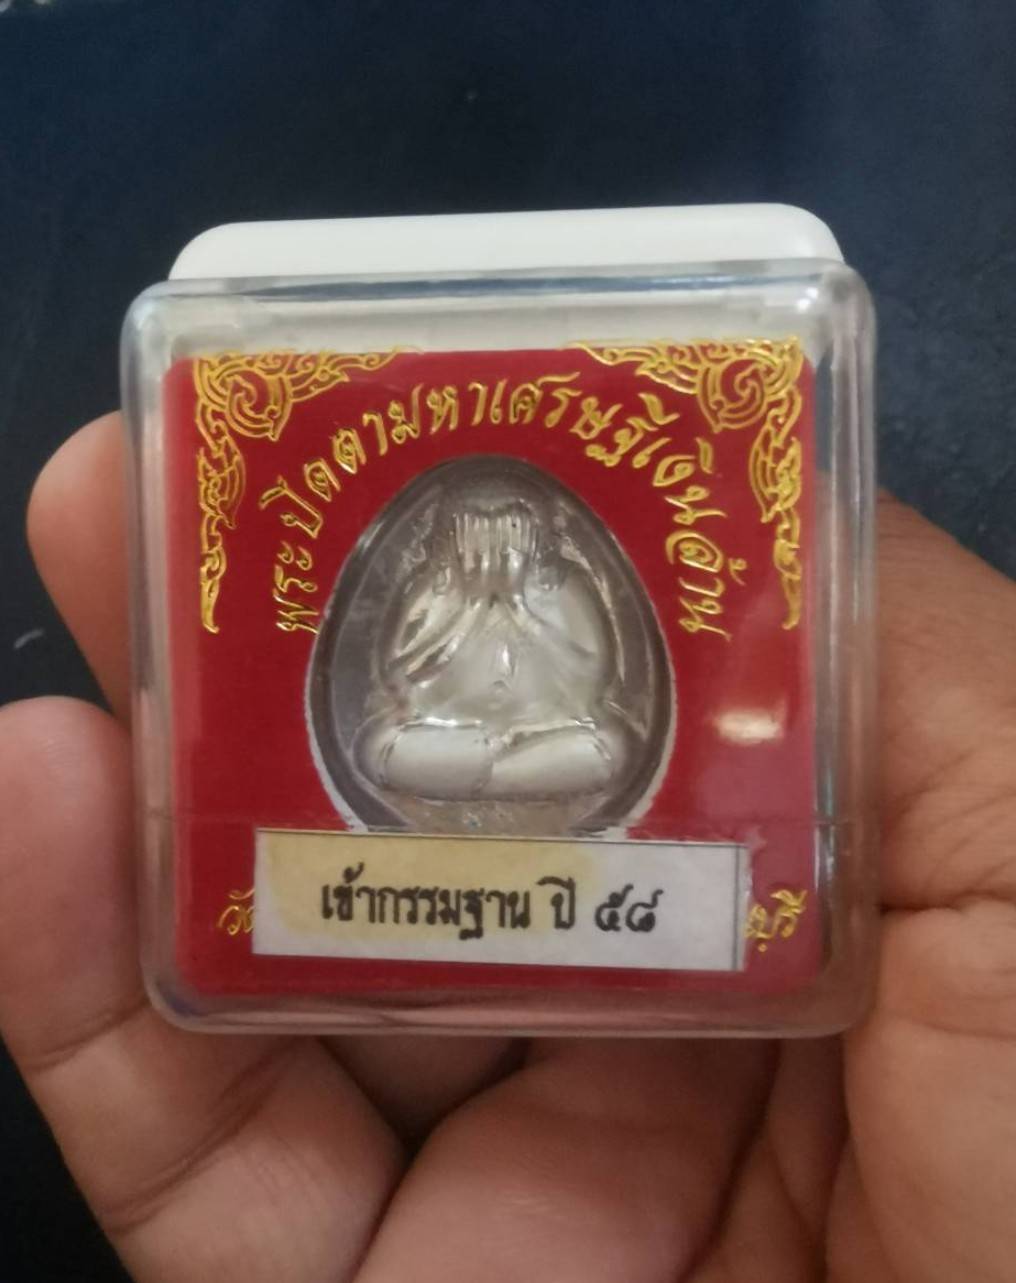 พระปิดตามหาเศรษฐีเงินล้าน
เข้ากรรมฐาน ปี ๕๘